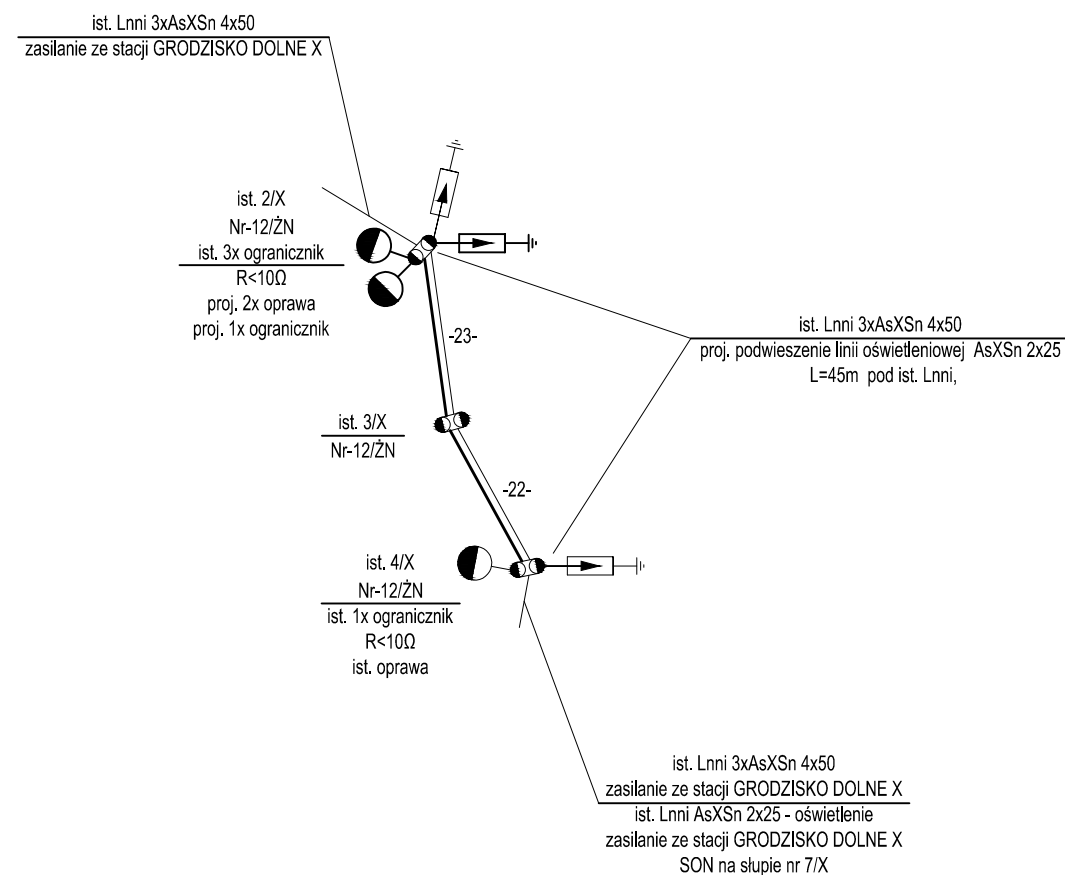 ist. Lnni 3xAsXSn 4x50
zasilanie ze stacji GRODZISKO DOLNE X
ist. 2/X
Nr-12/ŻN
ist. 3x ogranicznik
R<10Ω
proj. 2x oprawa
proj. 1x ogranicznik
-23-
ist. Lnni 3xAsXSn 4x50
proj. podwieszenie linii oświetleniowej AsXSn 2x25
L=45m pod ist. Lnni,
ist. 3/X
Nr-12/ŻN
-22-
ist. 4/X
Nr-12/ŻN
ist. 1x ogranicznik
R<10Ω
ist. oprawa
ist. Lnni 3xAsXSn 4x50
zasilanie ze stacji GRODZISKO DOLNE X
ist. Lnni AsXSn 2x25 - oświetlenie
zasilanie ze stacji GRODZISKO DOLNE X
SON na słupie nr 7/X